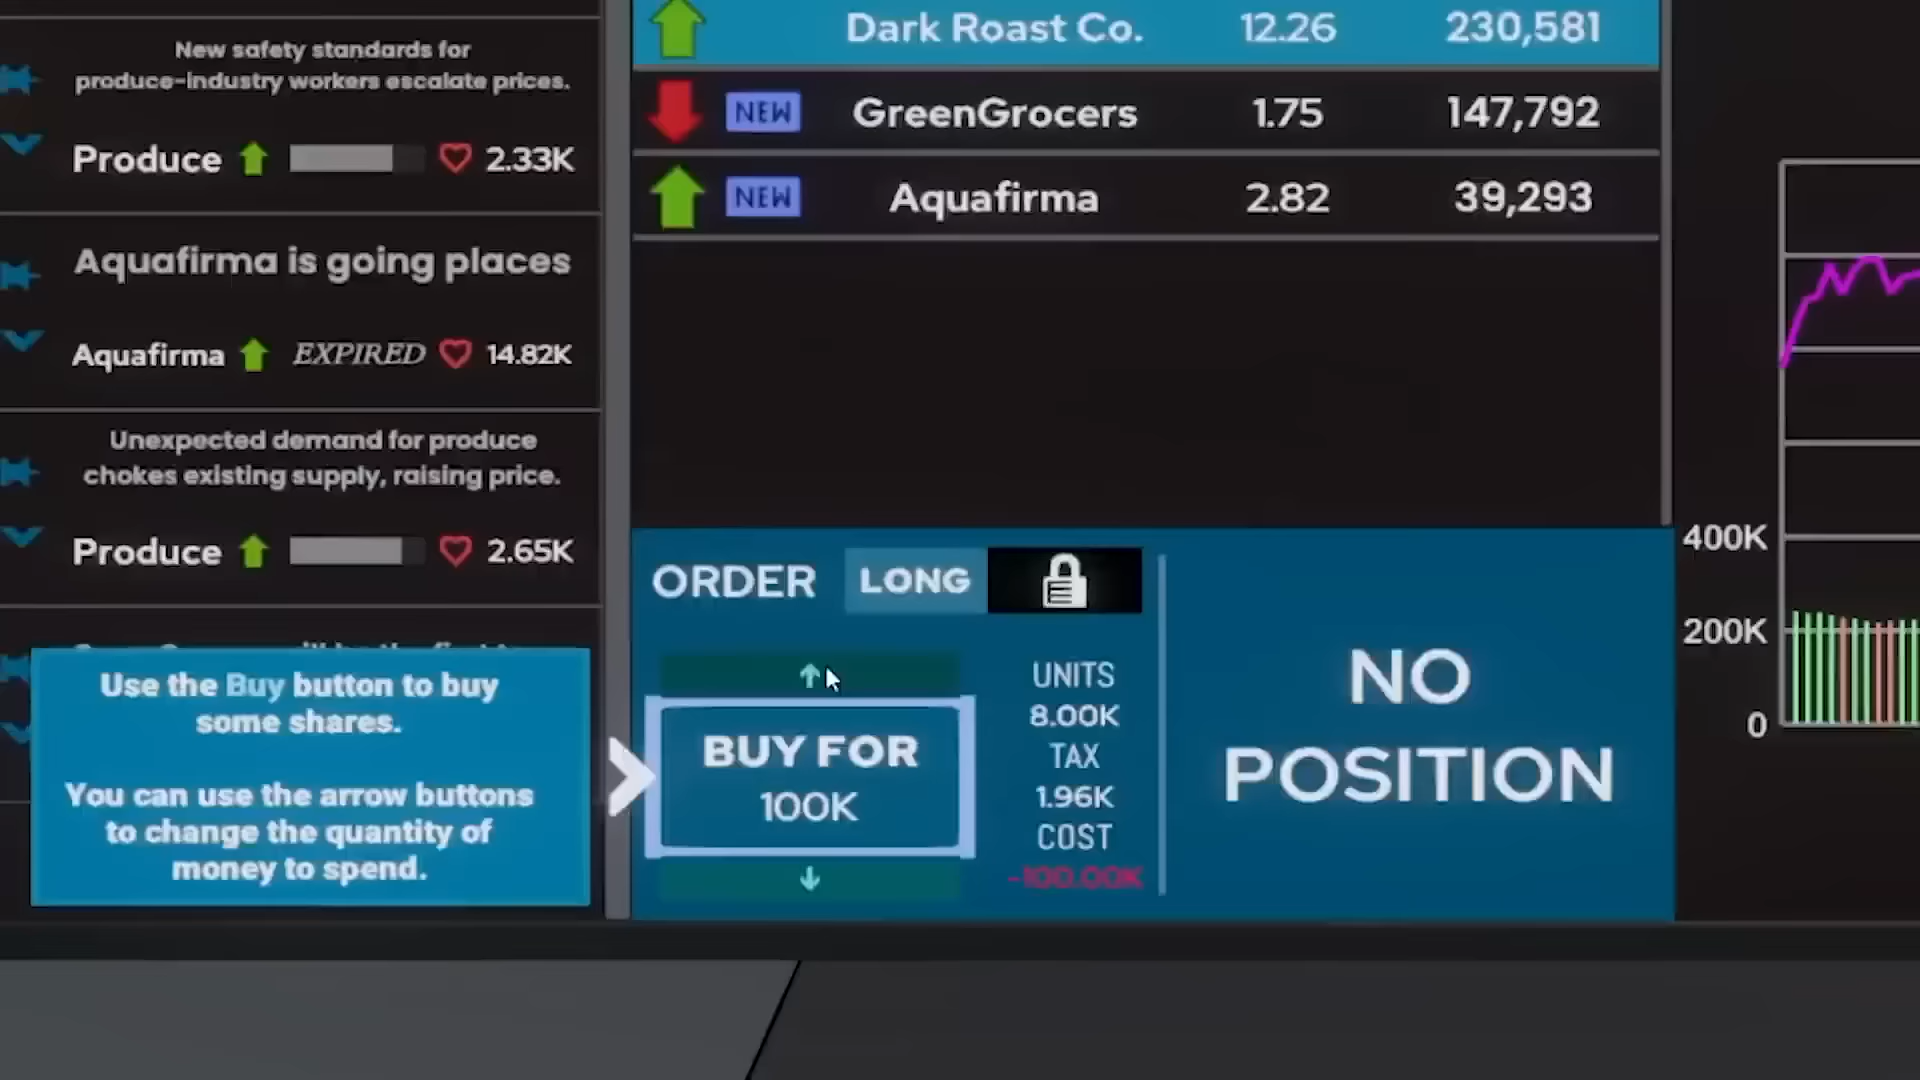 New safety standards for
produce-industry workers escalate prices.
Produce 2.33K
Aquafirma is going places
Aquafirma EXPIRED 14.82K
Unexpected demand for produce
chokes existing supply, raising price.
Produce 2.65K
Use the Buy button to buy
some shares.
You can use the arrow buttons
to change the quantity of
money to spend.
Dark Roast Co. 12.26 230,581
NEW GreenGrocers 1.75 147,792
NEW Aquafirma 2.82 39,293
ORDER LONG
BUY FOR
100K
UNITS
8.00K
TAX
1.96K
COST
-100.00K
NO
POSITION
400K
200K
0